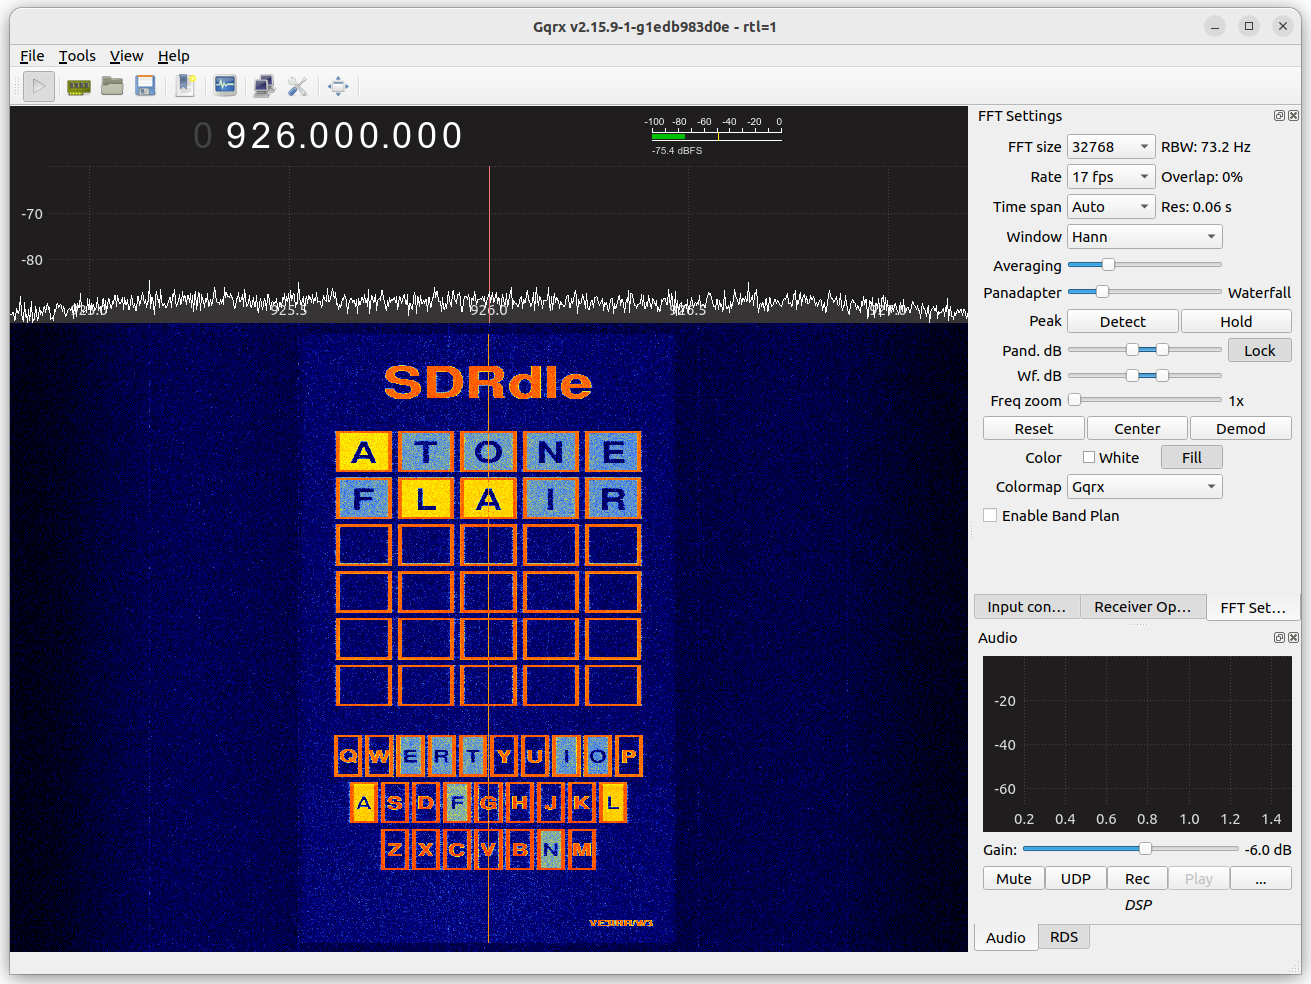 Gqrx v2.15.9-1-g1edb983d0e - rtl=1
File Tools View Help
0 926.000.000
-100 -80 -60 -40 -20 0
-75.4 dBFS
-70
-80
925.5 926.0 926.5
SDRdle
A T O N E
F L A I R
Q W E R T Y U I O P
A S D F G H J K L
Z X C V B N M
FFT Settings
FFT size 32768 RBW: 73.2 Hz
Rate 17 fps Overlap: 0%
Time span Auto Res: 0.06 s
Window Hann
Averaging
Panadapter Waterfall
Peak Detect Hold
Pand. dB Lock
Wf. dB
Freq zoom 1x
Reset Center Demod
Color White Fill
Colormap Gqrx
Enable Band Plan
Input con... Receiver Op... FFT Set...
Audio
-20
-40
-60
0.2 0.4 0.6 0.8 1.0 1.2 1.4
Gain: -6.0 dB
Mute UDP Rec Play ...
DSP
Audio RDS